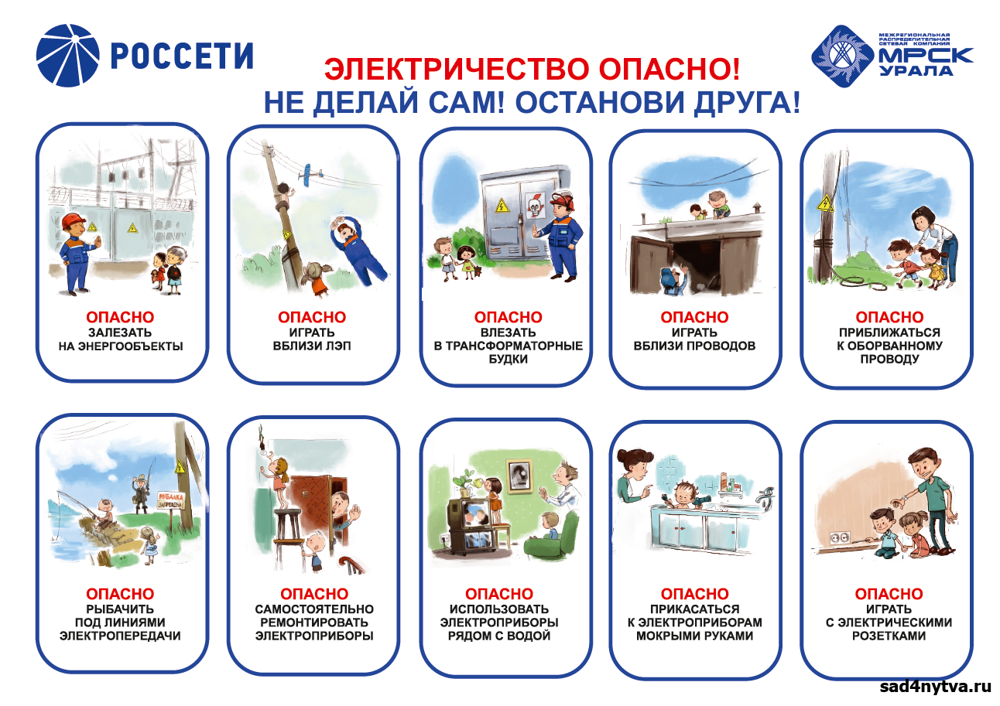 РОССЕТИ
МЕЖРЕГИОНАЛЬНАЯ
РАСПРЕДЕЛИТЕЛЬНАЯ
СЕТЕВАЯ КОМПАНИЯ
МРСК
УРАЛА
ЭЛЕКТРИЧЕСТВО ОПАСНО!
НЕ ДЕЛАЙ САМ! ОСТАНОВИ ДРУГА!
ОПАСНО
ЗАЛЕЗАТЬ
НА ЭНЕРГООБЪЕКТЫ
ОПАСНО
ИГРАТЬ
ВБЛИЗИ ЛЭП
ОПАСНО
ВЛЕЗАТЬ
В ТРАНСФОРМАТОРНЫЕ
БУДКИ
ОПАСНО
ИГРАТЬ
ВБЛИЗИ ПРОВОДОВ
ОПАСНО
ПРИБЛИЖАТЬСЯ
К ОБОРВАННОМУ
ПРОВОДУ
РЫБАЛКА
ЗАПРЕЩЕНА
ОПАСНО
РЫБАЧИТЬ
ПОД ЛИНИЯМИ
ЭЛЕКТРОПЕРЕДАЧИ
ОПАСНО
САМОСТОЯТЕЛЬНО
РЕМОНТИРОВАТЬ
ЭЛЕКТРОПРИБОРЫ
ОПАСНО
ИСПОЛЬЗОВАТЬ
ЭЛЕКТРОПРИБОРЫ
РЯДОМ С ВОДОЙ
ОПАСНО
ПРИКАСАТЬСЯ
К ЭЛЕКТРОПРИБОРАМ
МОКРЫМИ РУКАМИ
ОПАСНО
ИГРАТЬ
С ЭЛЕКТРИЧЕСКИМИ
РОЗЕТКАМИ
sad4nytva.ru